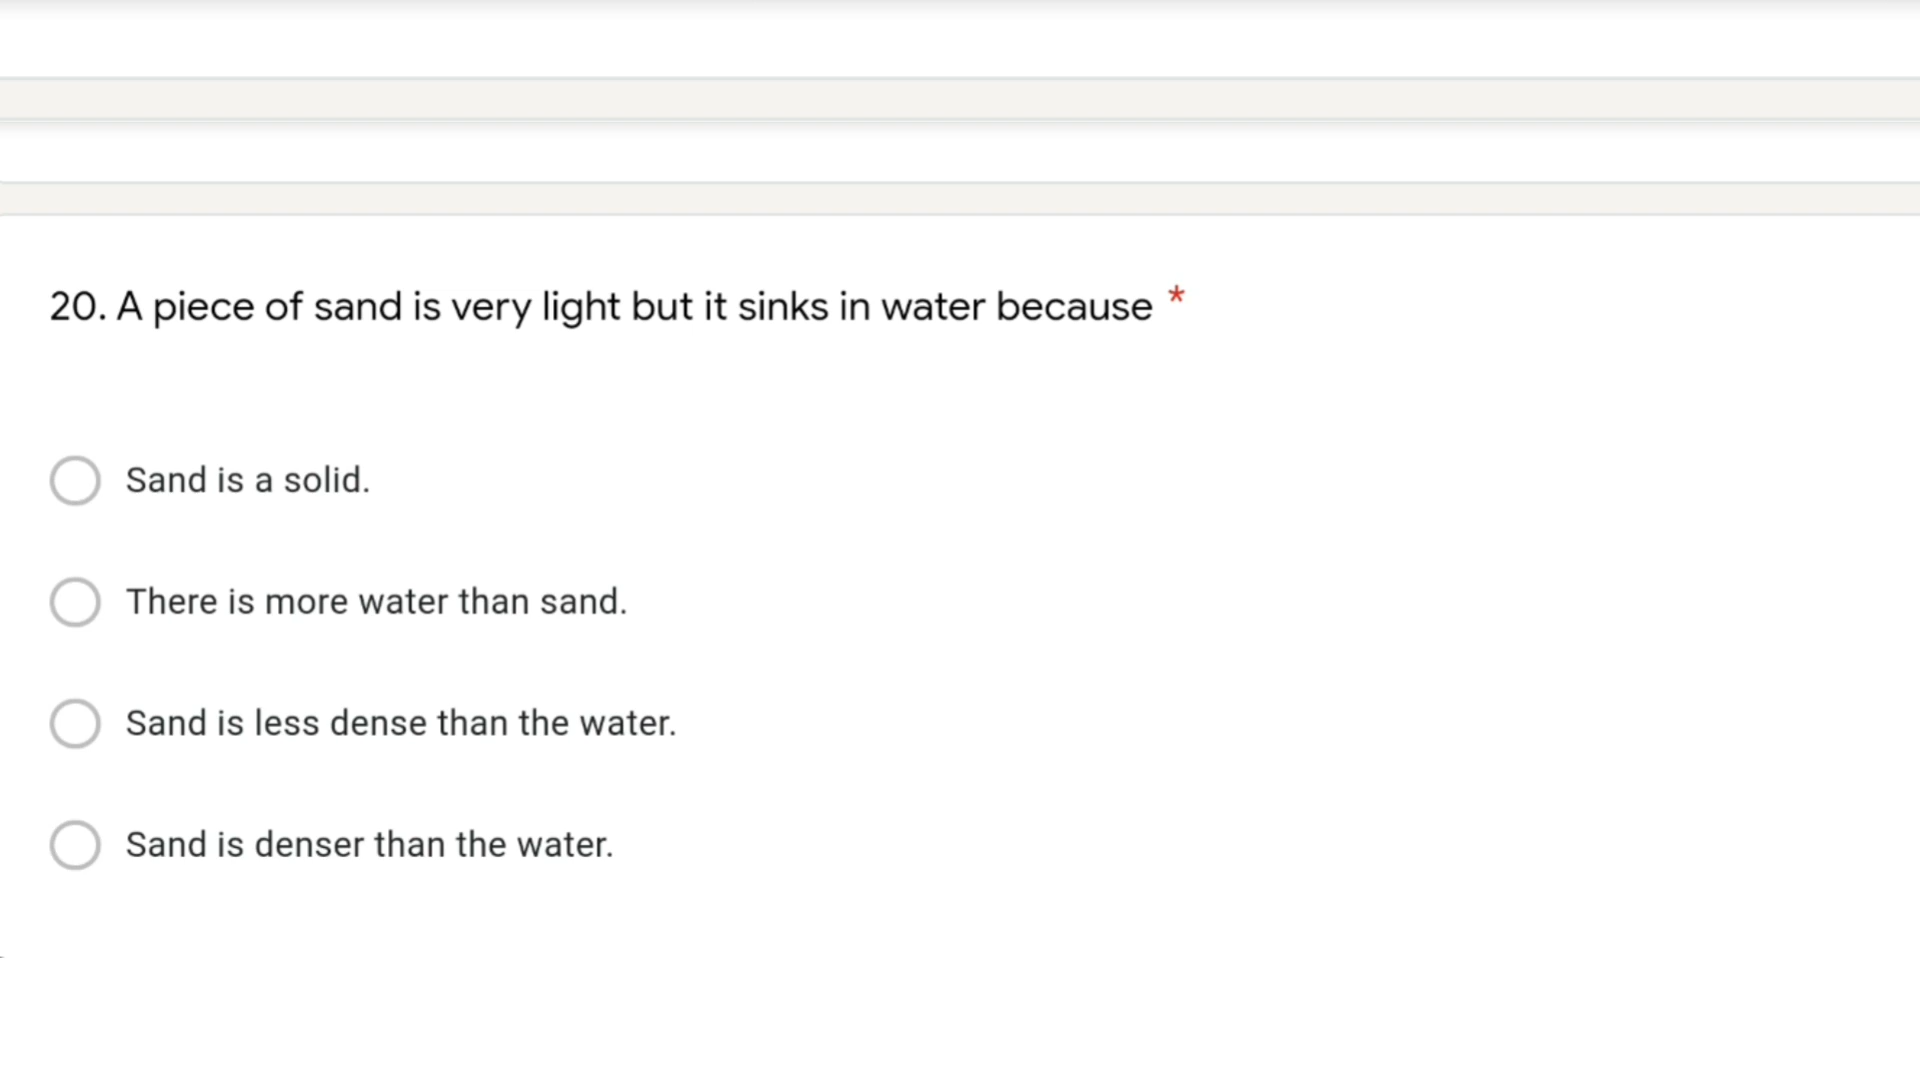 20. A piece of sand is very light but it sinks in water because *
Sand is a solid.
There is more water than sand.
Sand is less dense than the water.
Sand is denser than the water.